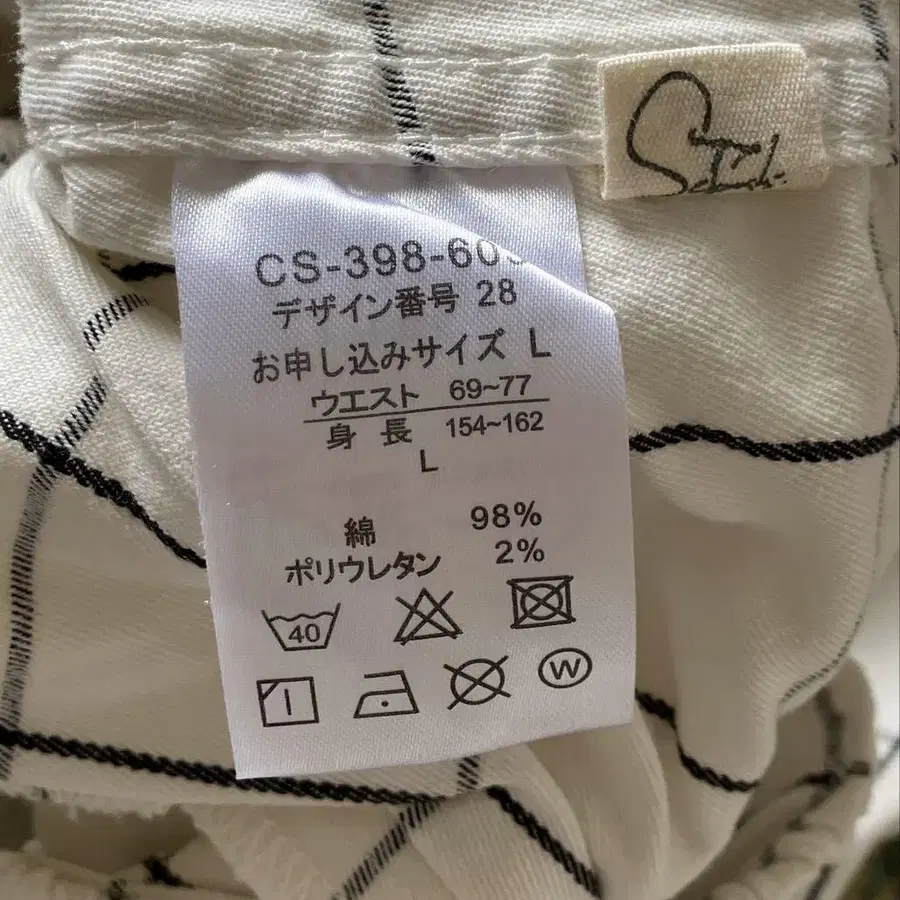 CS-398-60
デザイン番号 28
お申し込みサイズ L
ウエスト 69~77
身 長 154~162
L
綿 98%
ポリウレタン 2%
40
W